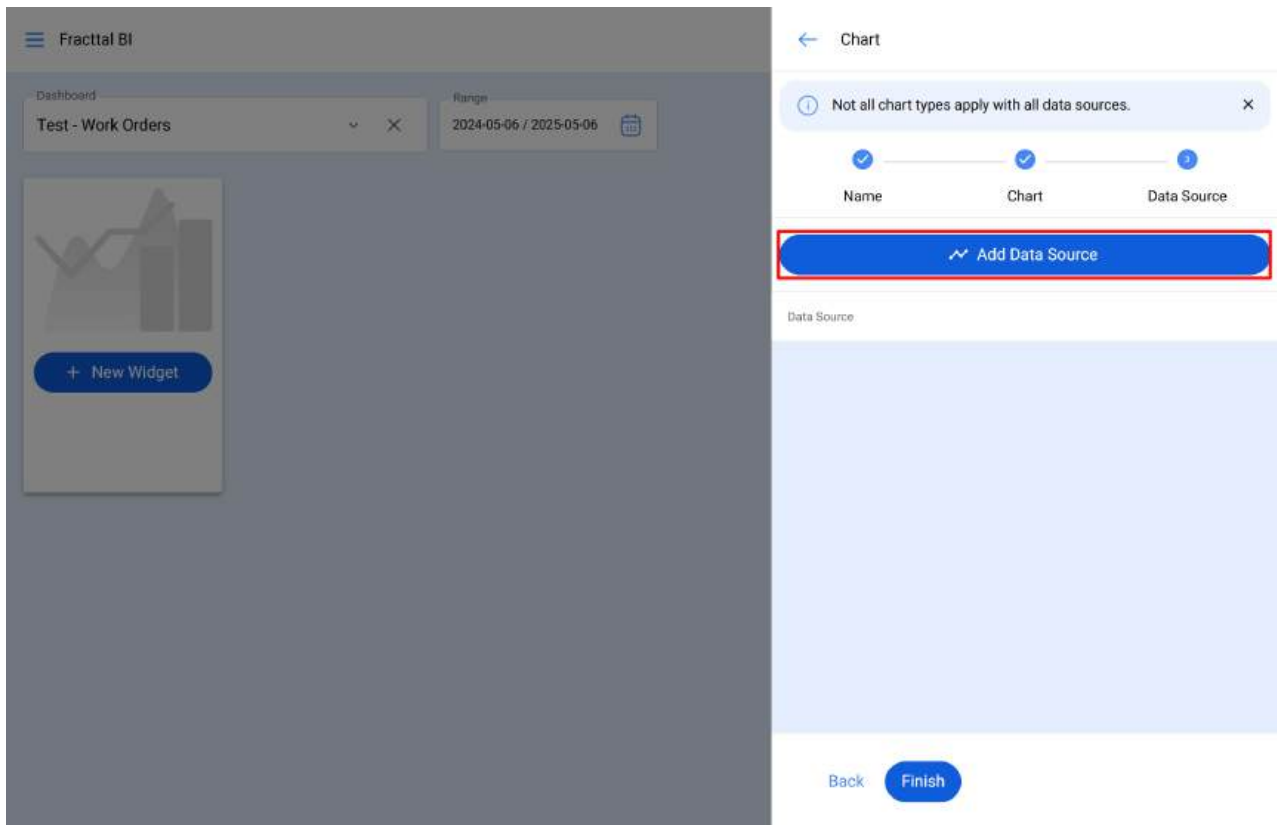 Fracttal BI
Dashboard
Test - Work Orders
Range
2024-05-06 / 2025-05-06
+ New Widget
Chart
Not all chart types apply with all data sources.
Name
Chart
3
Data Source
Add Data Source
Data Source
Back
Finish